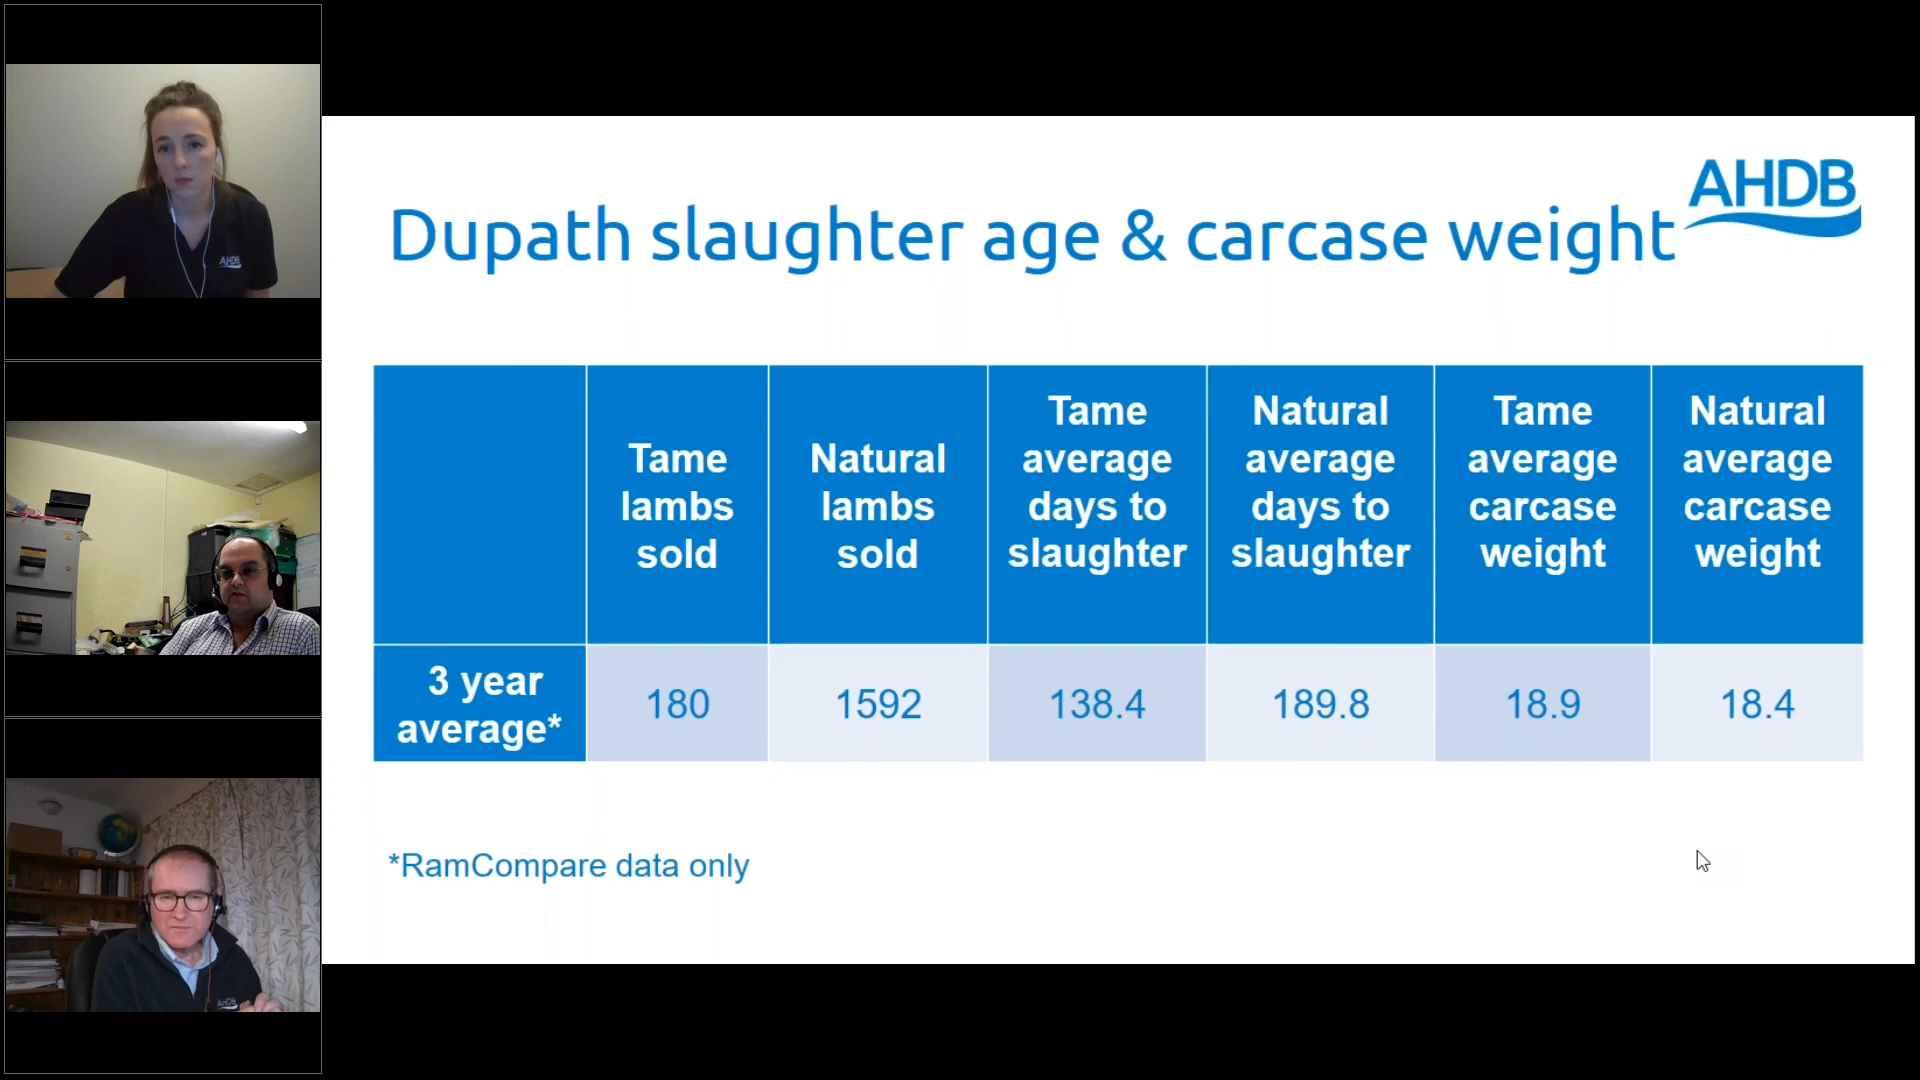 AHDB
Dupath slaughter age & carcase weight
Tame
lambs
sold
Natural
lambs
sold
Tame
average
days to
slaughter
Natural
average
days to
slaughter
Tame
average
carcase
weight
Natural
average
carcase
weight
3 year
average*
180
1592
138.4
189.8
18.9
18.4
*RamCompare data only
AHDB
AHDB